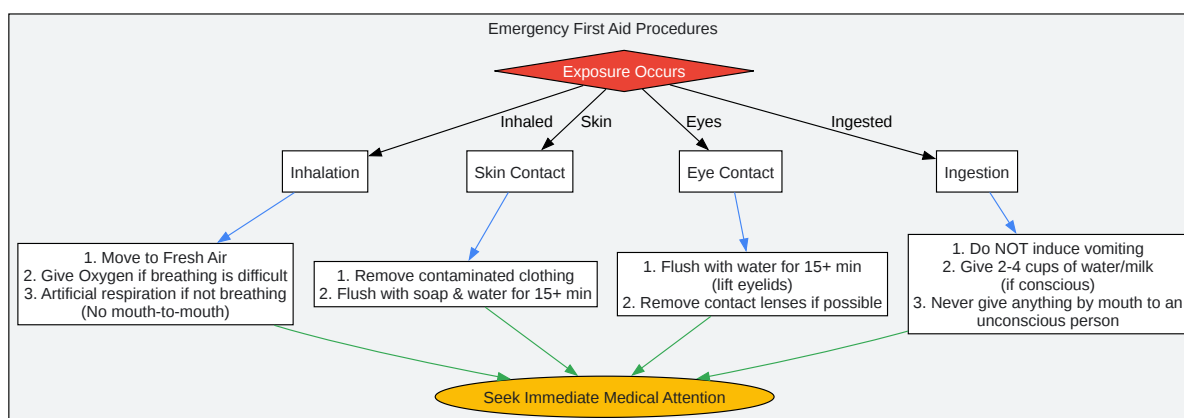 Emergency First Aid Procedures
Exposure Occurs
Inhaled
Skin
Eyes
Ingested
Inhalation
Skin Contact
Eye Contact
Ingestion
1. Move to Fresh Air
2. Give Oxygen if breathing is difficult
3. Artificial respiration if not breathing
(No mouth-to-mouth)
1. Remove contaminated clothing
2. Flush with soap & water for 15+ min
1. Flush with water for 15+ min
(lift eyelids)
2. Remove contact lenses if possible
1. Do NOT induce vomiting
2. Give 2-4 cups of water/milk
(if conscious)
3. Never give anything by mouth to an
unconscious person
Seek Immediate Medical Attention